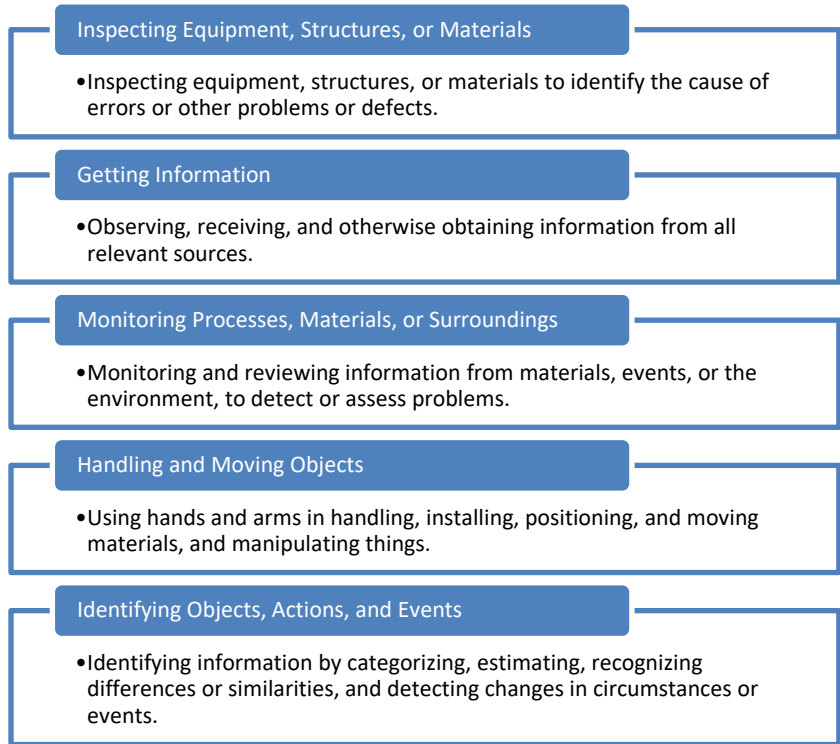 Inspecting Equipment, Structures, or Materials
•Inspecting equipment, structures, or materials to identify the cause of
errors or other problems or defects.
Getting Information
•Observing, receiving, and otherwise obtaining information from all
relevant sources.
Monitoring Processes, Materials, or Surroundings
•Monitoring and reviewing information from materials, events, or the
environment, to detect or assess problems.
Handling and Moving Objects
•Using hands and arms in handling, installing, positioning, and moving
materials, and manipulating things.
Identifying Objects, Actions, and Events
•Identifying information by categorizing, estimating, recognizing
differences or similarities, and detecting changes in circumstances or
events.